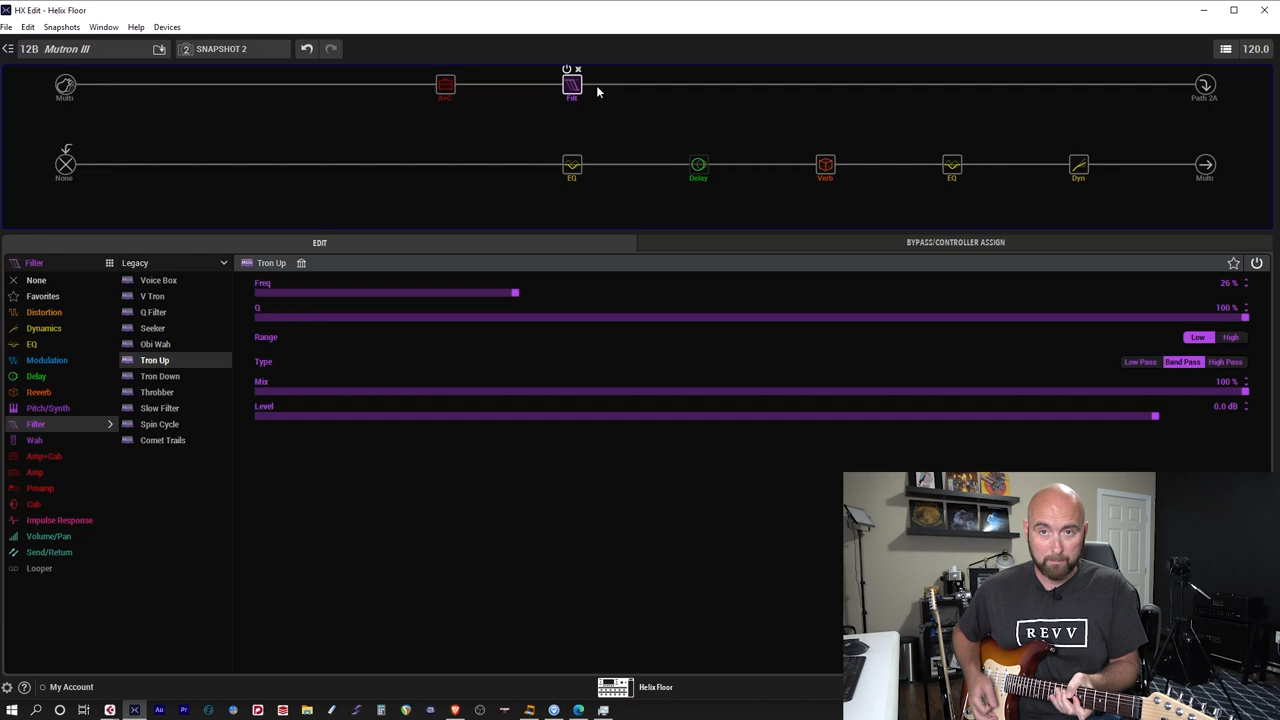 HX Edit - Helix Floor
File Edit Snapshots Window Help Devices
12B Mutron III 2 SNAPSHOT 2 120.0
Multi A+C Filt Path 2A
None EQ Delay Verb EQ Dyn Multi
EDIT BYPASS/CONTROLLER ASSIGN
Filter Legacy Tron Up
None Voice Box Freq 26 %
Favorites V Tron
Distortion Q Filter Q 100 %
Dynamics Seeker
EQ Obi Wah Range Low High
Modulation Tron Up Type Low Pass Band Pass High Pass
Delay Tron Down Mix 100 %
Reverb Throbber
Pitch/Synth Slow Filter Level 0.0 dB
Filter Spin Cycle
Wah Comet Trails
Amp+Cab
Amp
Preamp
Cab
Impulse Response
Volume/Pan
Send/Return
Looper
REVV
My Account Helix Floor